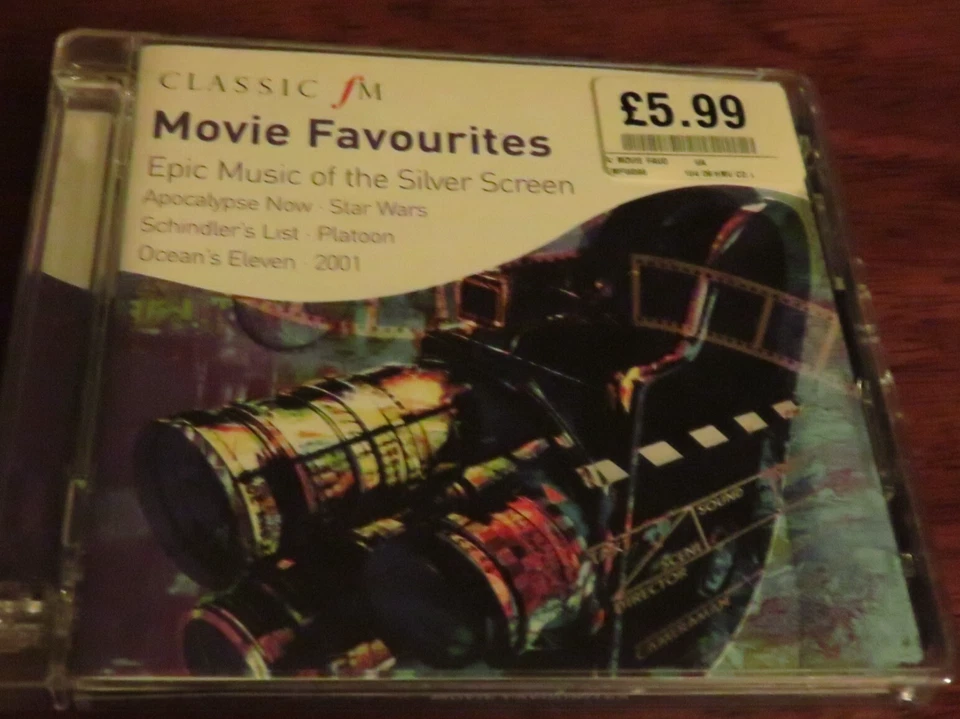 CLASSIC fM
£5.99
Movie Favourites
Epic Music of the Silver Screen
Apocalypse Now · Star Wars
Schindler's List · Platoon
Ocean's Eleven · 2001
SOUND
DIRECTOR
CAMERAMAN